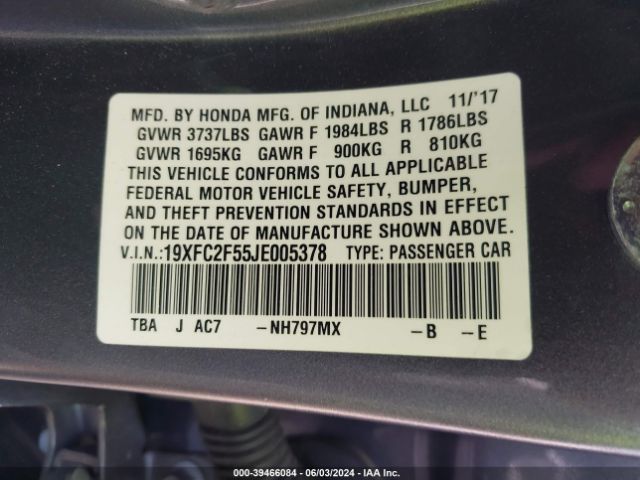 MFD. BY HONDA MFG. OF INDIANA, LLC 11/'17
GVWR 3737LBS GAWR F 1984LBS R 1786LBS
GVWR 1695KG GAWR F 900KG R 810KG
THIS VEHICLE CONFORMS TO ALL APPLICABLE
FEDERAL MOTOR VEHICLE SAFETY, BUMPER,
AND THEFT PREVENTION STANDARDS IN EFFECT
ON THE DATE OF MANUFACTURE SHOWN ABOVE.
V.I.N.:19XFC2F55JE005378 TYPE: PASSENGER CAR
TBA J AC7 -NH797MX -B -E
000-39466084 | 06/03/2024 | IAA Inc.